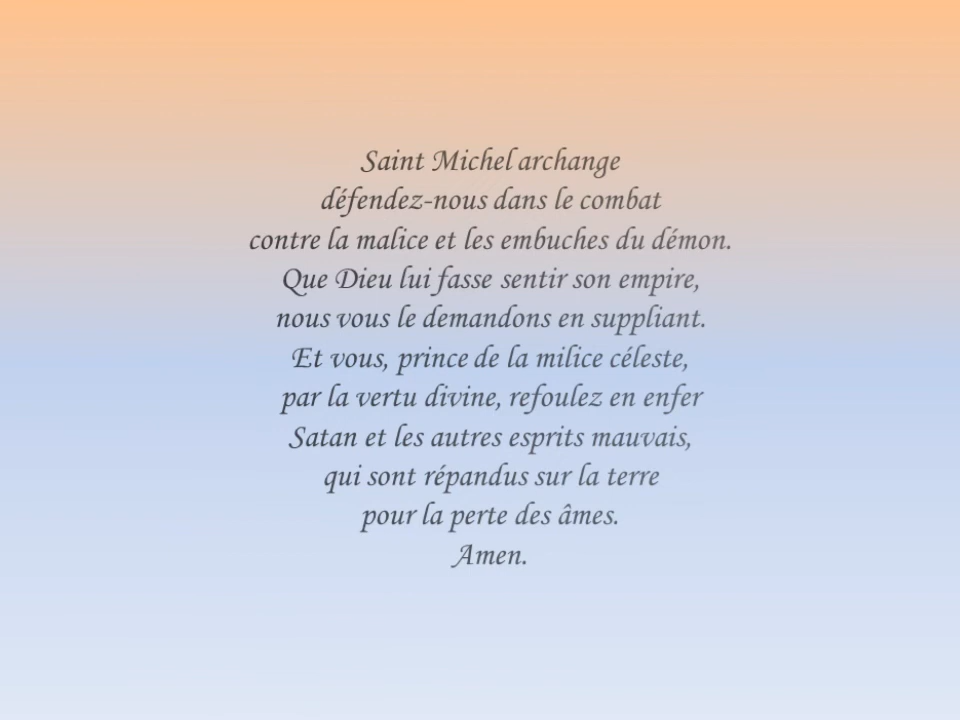 Saint Michel archange
défendez-nous dans le combat
contre la malice et les embuches du démon.
Que Dieu lui fasse sentir son empire,
nous vous le demandons en suppliant.
Et vous, prince de la milice céleste,
par la vertu divine, refoulez en enfer
Satan et les autres esprits mauvais,
qui sont répandus sur la terre
pour la perte des âmes.
Amen.